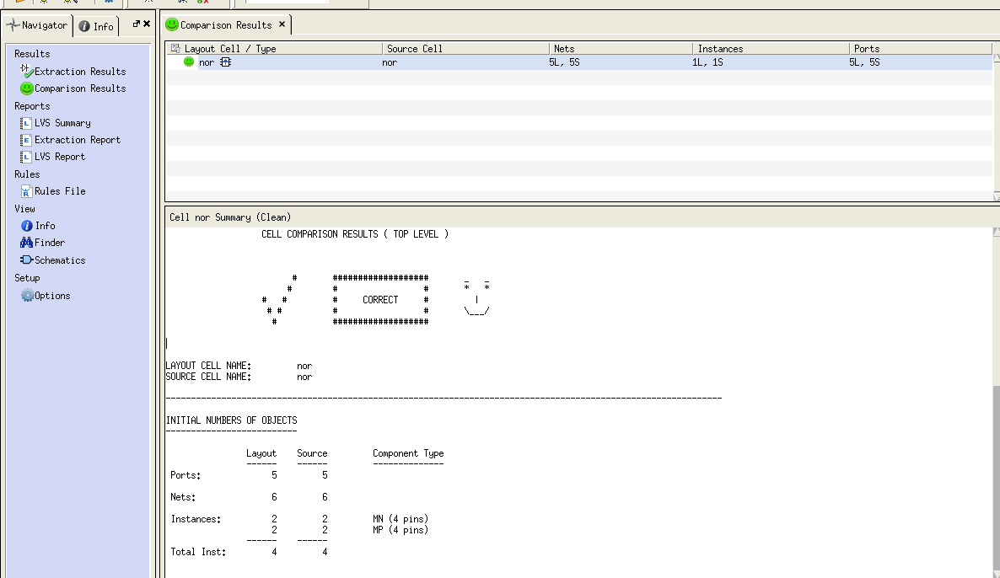 Navigator
Info
Results
Extraction Results
Comparison Results
Reports
LVS Summary
Extraction Report
LVS Report
Rules
Rules File
View
Info
Finder
Schematics
Setup
Options
Comparison Results
Layout Cell / Type Source Cell Nets Instances Ports
nor nor 5L, 5S 1L, 1S 5L, 5S
Cell nor Summary (Clean)
CELL COMPARISON RESULTS ( TOP LEVEL )
# ################### _ _
# # # * *
# # # CORRECT # |
# # # # \___/
# ###################
LAYOUT CELL NAME: nor
SOURCE CELL NAME: nor
--------------------------------------------------------------------------------------------------------------
INITIAL NUMBERS OF OBJECTS
--------------------------
Layout Source Component Type
------ ------ --------------
Ports: 5 5
Nets: 6 6
Instances: 2 2 MN (4 pins)
2 2 MP (4 pins)
------ ------
Total Inst: 4 4